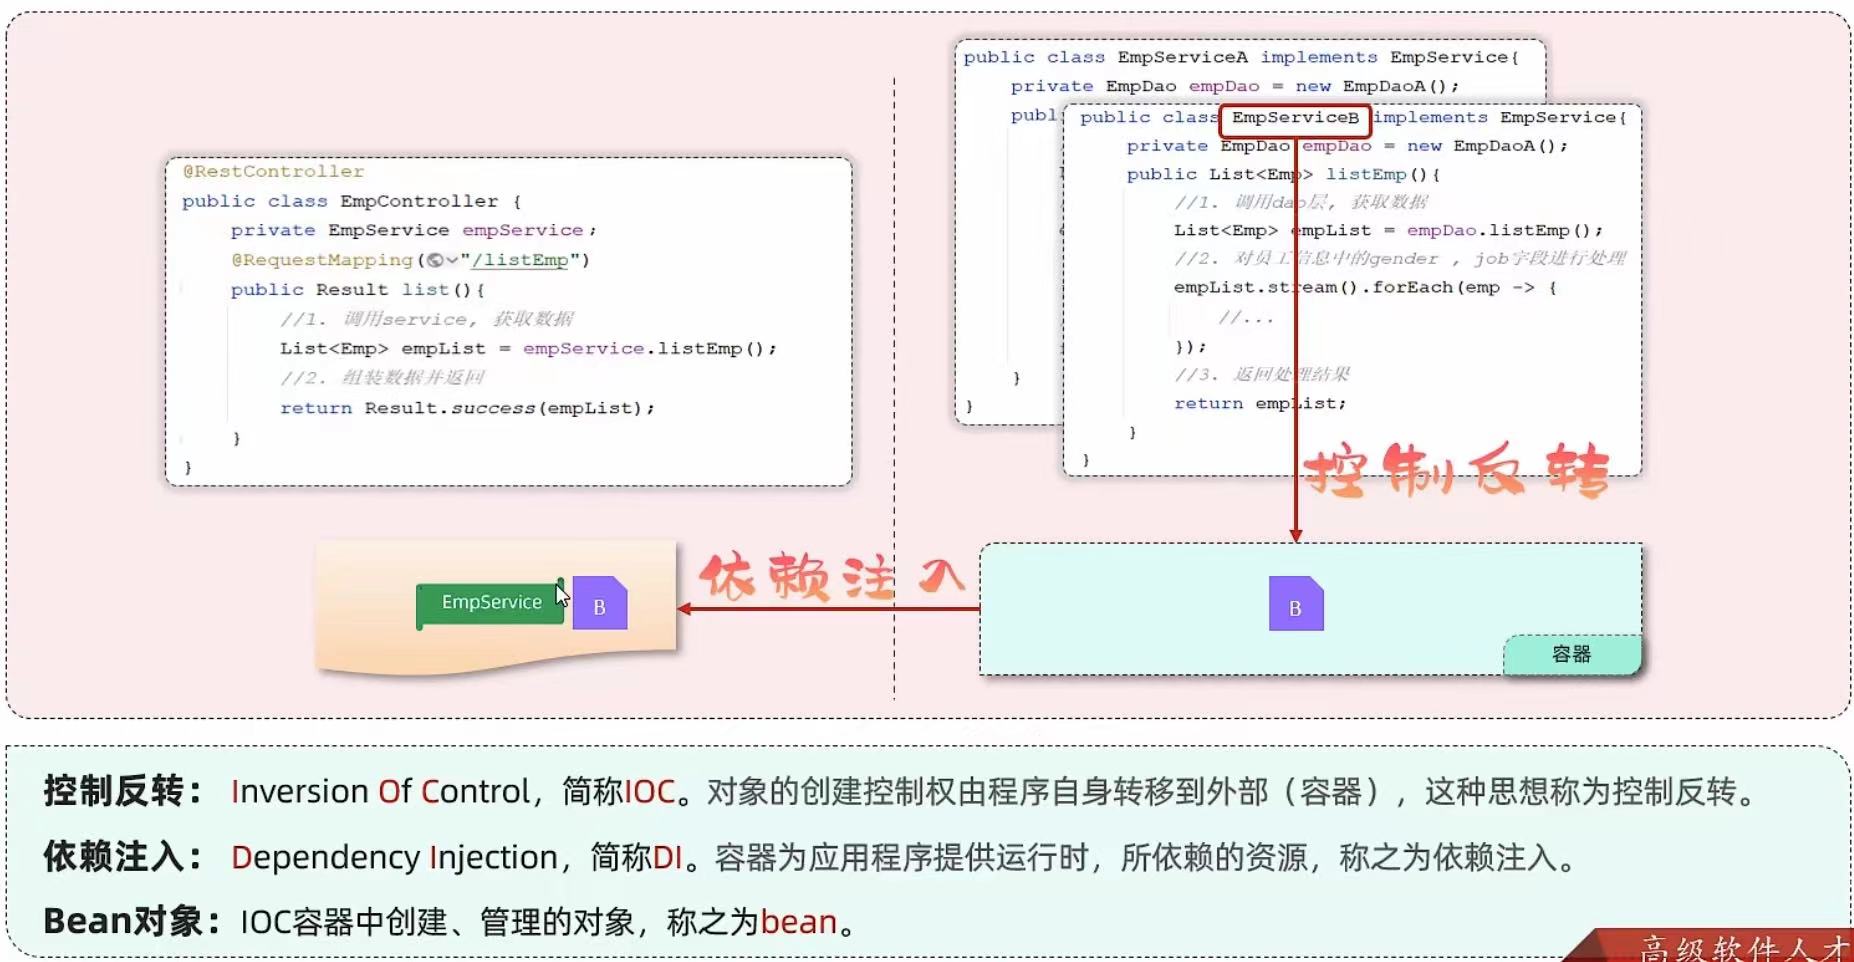 @RestController
public class EmpController {
private EmpService empService;
@RequestMapping("/listEmp")
public Result list(){
//1. 调用service, 获取数据
List<Emp> empList = empService.listEmp();
//2. 组装数据并返回
return Result.success(empList);
}
}
public class EmpServiceA implements EmpService{
private EmpDao empDao = new EmpDaoA();
publ
}
}
public class EmpServiceB implements EmpService{
private EmpDao empDao = new EmpDaoA();
public List<Emp> listEmp(){
//1. 调用dao层, 获取数据
List<Emp> empList = empDao.listEmp();
//2. 对员工信息中的gender , job字段进行处理
empList.stream().forEach(emp -> {
//...
});
//3. 返回处理结果
return empList;
}
}
控制反转
依赖注入
EmpService
B
B
容器
控制反转： Inversion Of Control，简称IOC。对象的创建控制权由程序自身转移到外部（容器），这种思想称为控制反转。
依赖注入： Dependency Injection，简称DI。容器为应用程序提供运行时，所依赖的资源，称之为依赖注入。
Bean对象：IOC容器中创建、管理的对象，称之为bean。
高级软件人才